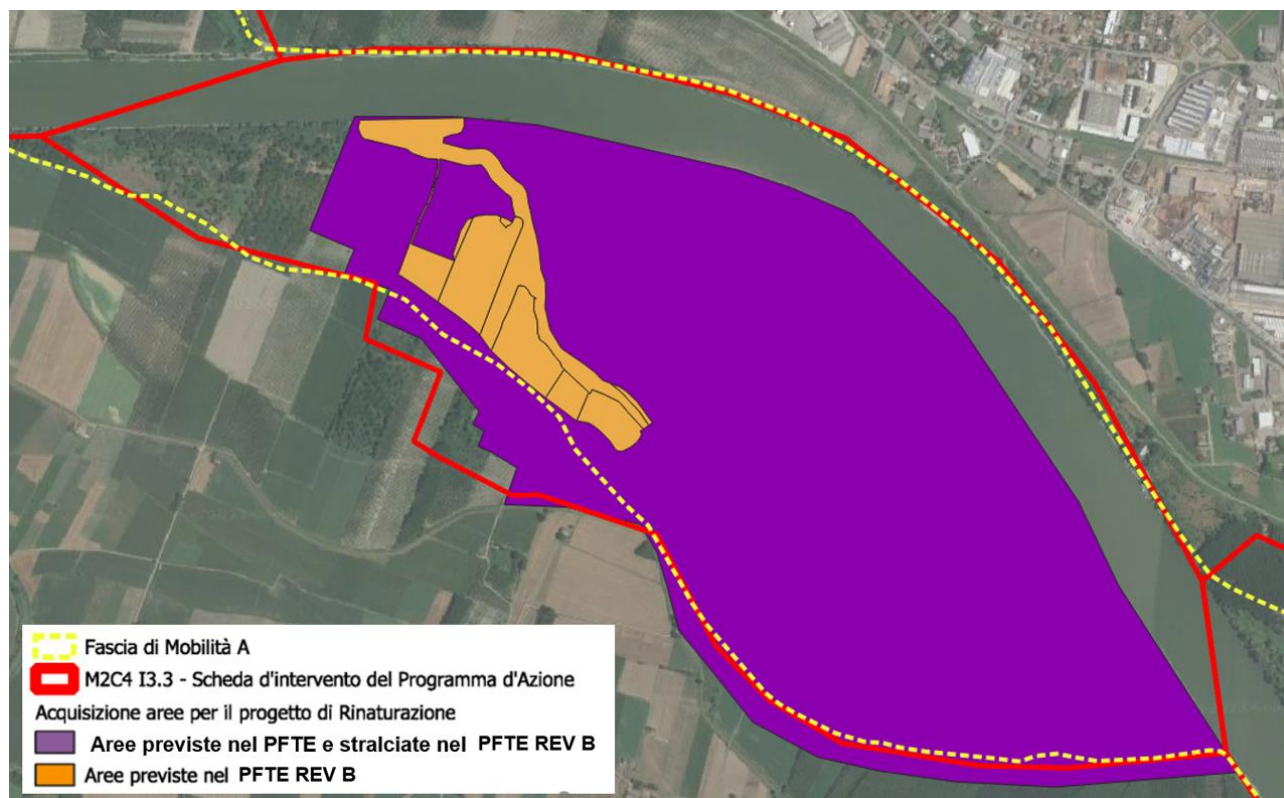 Fascia di Mobilità A
M2C4 I3.3 - Scheda d'intervento del Programma d'Azione
Acquisizione aree per il progetto di Rinaturazione
Aree previste nel PFTE e stralciate nel PFTE REV B
Aree previste nel PFTE REV B